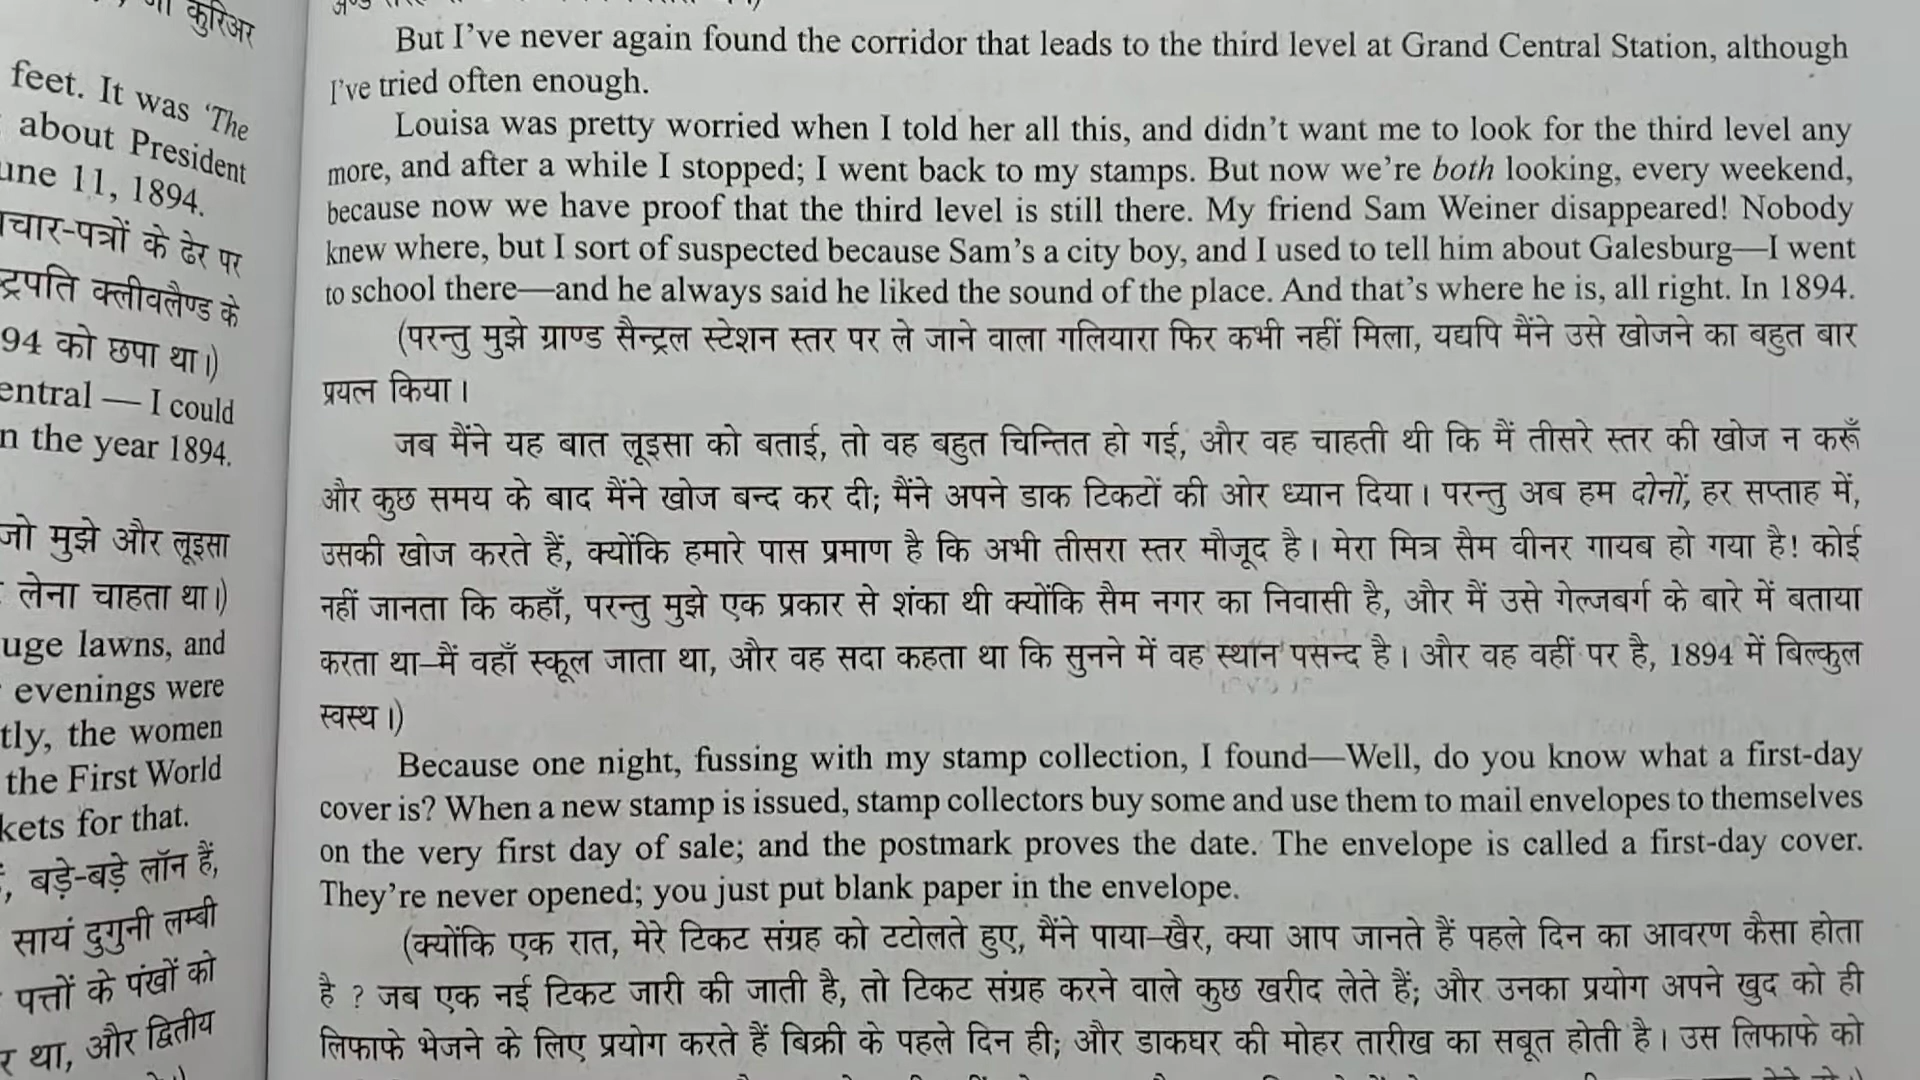 कुरिअर
feet. It was ‘The
about President
une 11, 1894.
चार-पत्रों के ढेर पर
ट्रपति क्लीवलैण्ड के
94 को छपा था।)
entral — I could
n the year 1894.
जो मुझे और लूइसा
लेना चाहता था।)
uge lawns, and
evenings were
tly, the women
the First World
kets for that.
बड़े-बड़े लॉन हैं,
सायं दुगुनी लम्बी
पत्तों के पंखों को
र था, और द्वितीय
But I’ve never again found the corridor that leads to the third level at Grand Central Station, although
I’ve tried often enough.
Louisa was pretty worried when I told her all this, and didn’t want me to look for the third level any
more, and after a while I stopped; I went back to my stamps. But now we’re both looking, every weekend,
because now we have proof that the third level is still there. My friend Sam Weiner disappeared! Nobody
knew where, but I sort of suspected because Sam’s a city boy, and I used to tell him about Galesburg—I went
to school there—and he always said he liked the sound of the place. And that’s where he is, all right. In 1894.
(परन्तु मुझे ग्राण्ड सैन्ट्रल स्टेशन स्तर पर ले जाने वाला गलियारा फिर कभी नहीं मिला, यद्यपि मैंने उसे खोजने का बहुत बार
प्रयत्न किया।
जब मैंने यह बात लूइसा को बताई, तो वह बहुत चिन्तित हो गई, और वह चाहती थी कि मैं तीसरे स्तर की खोज न करूँ
और कुछ समय के बाद मैंने खोज बन्द कर दी; मैंने अपने डाक टिकटों की ओर ध्यान दिया। परन्तु अब हम दोनों, हर सप्ताह में,
उसकी खोज करते हैं, क्योंकि हमारे पास प्रमाण है कि अभी तीसरा स्तर मौजूद है। मेरा मित्र सैम वीनर गायब हो गया है! कोई
नहीं जानता कि कहाँ, परन्तु मुझे एक प्रकार से शंका थी क्योंकि सैम नगर का निवासी है, और मैं उसे गेल्जबर्ग के बारे में बताया
करता था–मैं वहाँ स्कूल जाता था, और वह सदा कहता था कि सुनने में वह स्थान पसन्द है। और वह वहीं पर है, 1894 में बिल्कुल
स्वस्थ।)
Because one night, fussing with my stamp collection, I found—Well, do you know what a first-day
cover is? When a new stamp is issued, stamp collectors buy some and use them to mail envelopes to themselves
on the very first day of sale; and the postmark proves the date. The envelope is called a first-day cover.
They’re never opened; you just put blank paper in the envelope.
(क्योंकि एक रात, मेरे टिकट संग्रह को टटोलते हुए, मैंने पाया–खैर, क्या आप जानते हैं पहले दिन का आवरण कैसा होता
है ? जब एक नई टिकट जारी की जाती है, तो टिकट संग्रह करने वाले कुछ खरीद लेते हैं; और उनका प्रयोग अपने खुद को ही
लिफाफे भेजने के लिए प्रयोग करते हैं बिक्री के पहले दिन ही; और डाकघर की मोहर तारीख का सबूत होती है। उस लिफाफे को